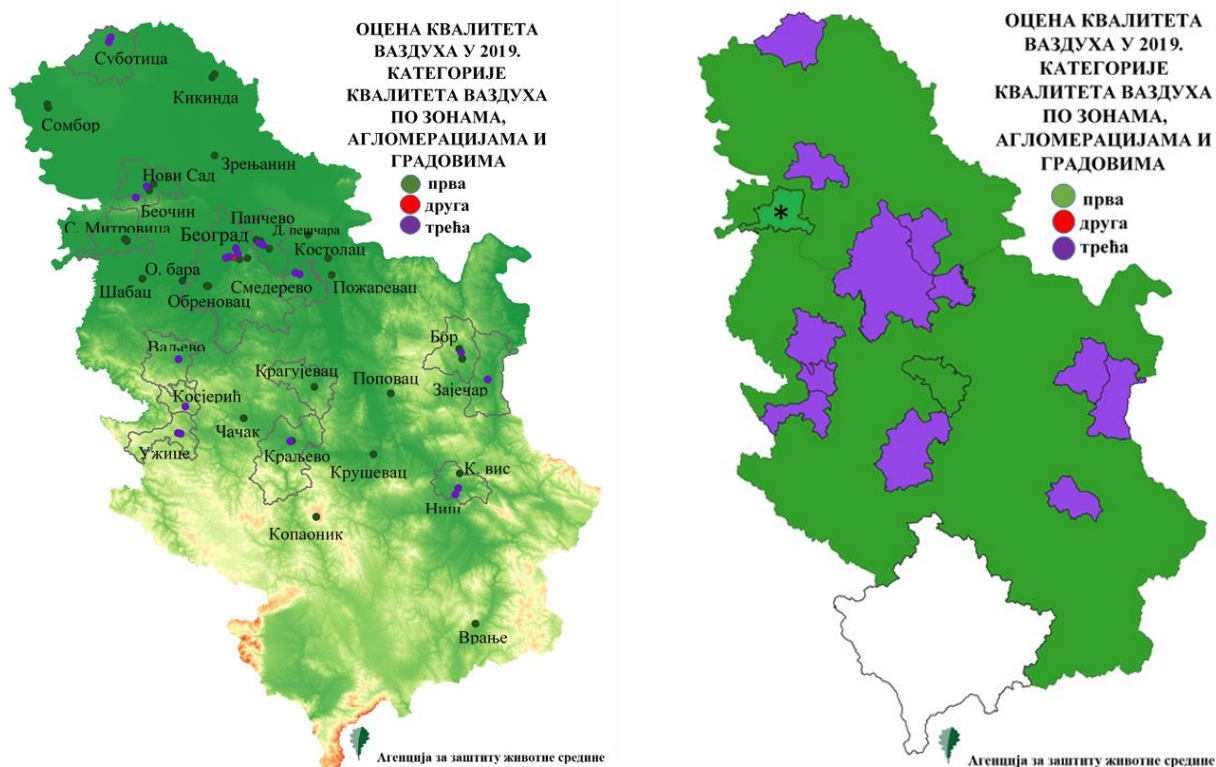 ОЦЕНА КВАЛИТЕТА
ВАЗДУХА У 2019.
КАТЕГОРИЈЕ
КВАЛИТЕТА ВАЗДУХА
ПО ЗОНАМА,
АГЛОМЕРАЦИЈАМА И
ГРАДОВИМА
прва
друга
трећа
Суботица
Кикинда
Сомбор
Зрењанин
Нови Сад
Беочин
С. Митровица
Панчево
Београд
Д. пешчара
Костолац
О. бара
Шабац
Смедерево
Пожаревац
Обреновац
Бор
Ваљево
Крагујевац
Поповац
Зајечар
Косјерић
Чачак
Ужице
Краљево
Крушевац
К. вис
Ниш
Копаоник
Врање
Агенција за заштиту животне средине
ОЦЕНА КВАЛИТЕТА
ВАЗДУХА У 2019.
КАТЕГОРИЈЕ
КВАЛИТЕТА ВАЗДУХА
ПО ЗОНАМА,
АГЛОМЕРАЦИЈАМА И
ГРАДОВИМА
прва
друга
трећа
*
Агенција за заштиту животне средине